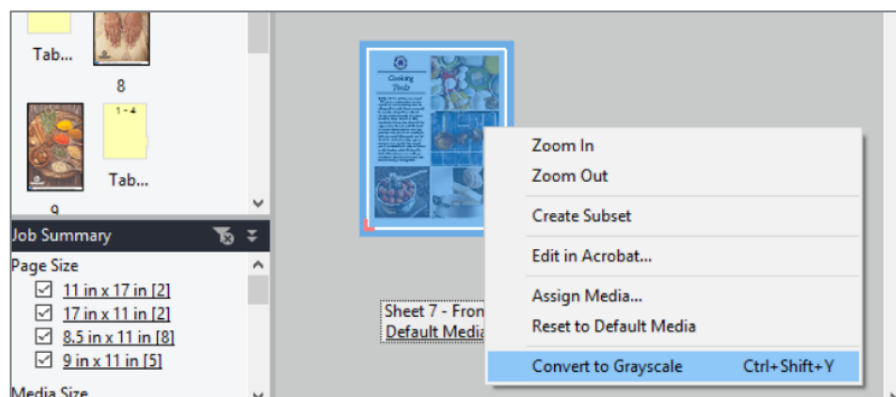 Tab...
8
1 - 4
Tab...
9
Job Summary
Page Size
11 in x 17 in [2]
17 in x 11 in [2]
8.5 in x 11 in [8]
9 in x 11 in [5]
Media Size
Cooking
Tools
Sheet 7 - Fron
Default Media
Zoom In
Zoom Out
Create Subset
Edit in Acrobat...
Assign Media...
Reset to Default Media
Convert to Grayscale Ctrl+Shift+Y